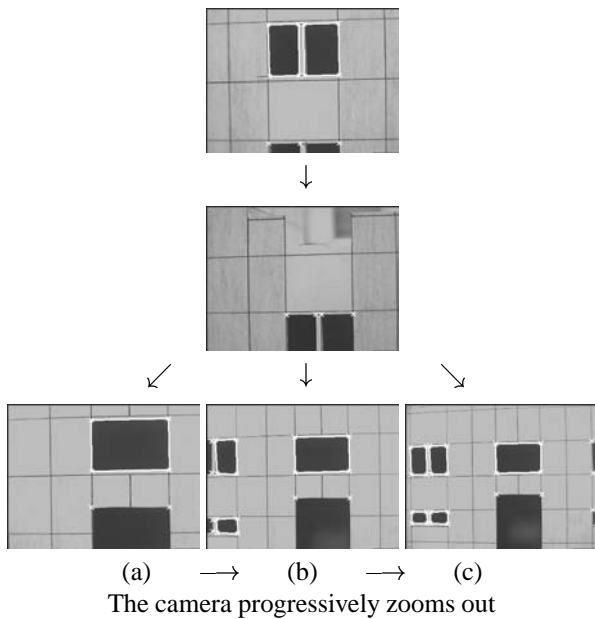 (a) → (b) → (c)
The camera progressively zooms out